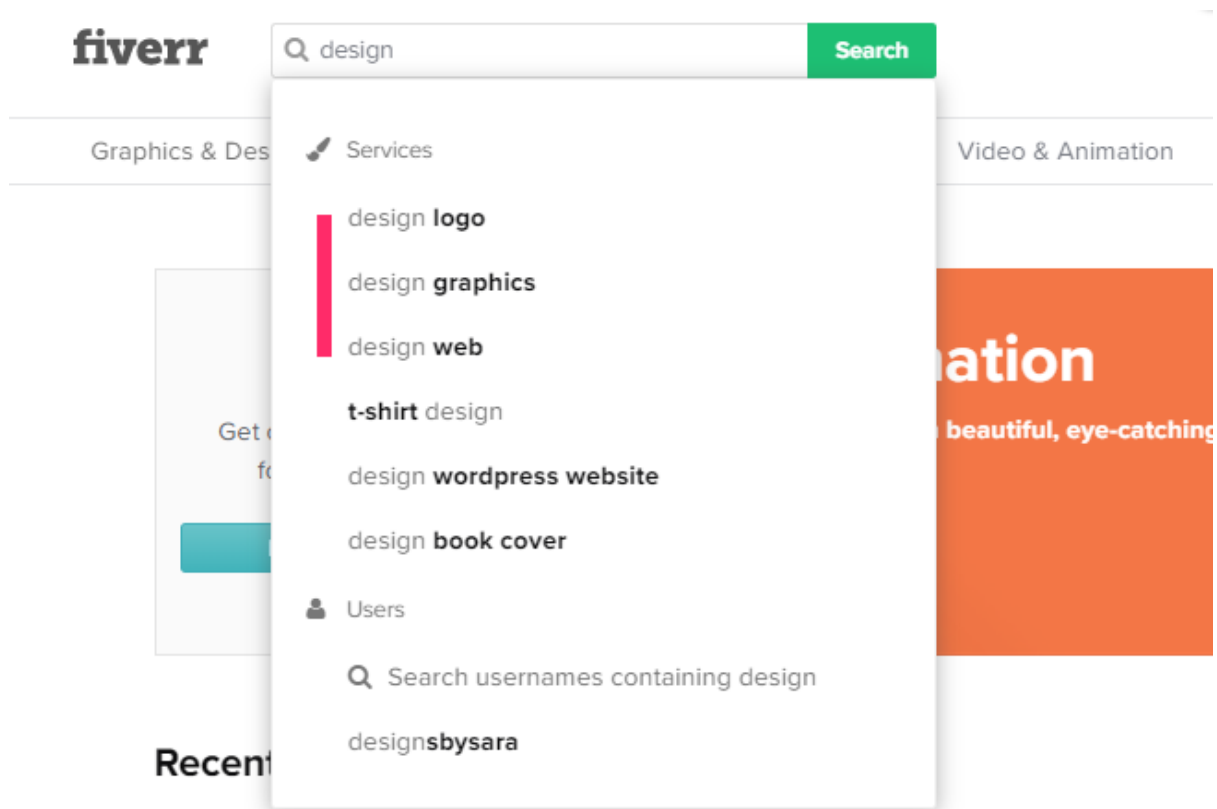 fiverr
design
Search
Graphics & Des
Video & Animation
Services
design logo
design graphics
design web
t-shirt design
design wordpress website
design book cover
Users
Search usernames containing design
designsbysara
Get
fo
ation
beautiful, eye-catching
Recent